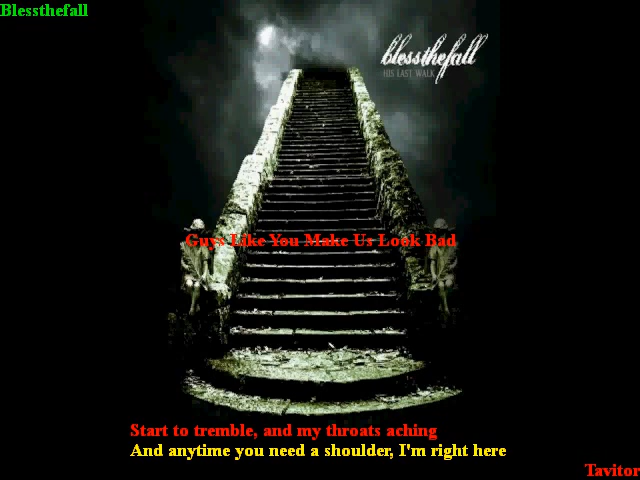 Blessthefall
blessthefall
HIS LAST WALK
Guys Like You Make Us Look Bad
Start to tremble, and my throats aching
And anytime you need a shoulder, I'm right here
Tavitor